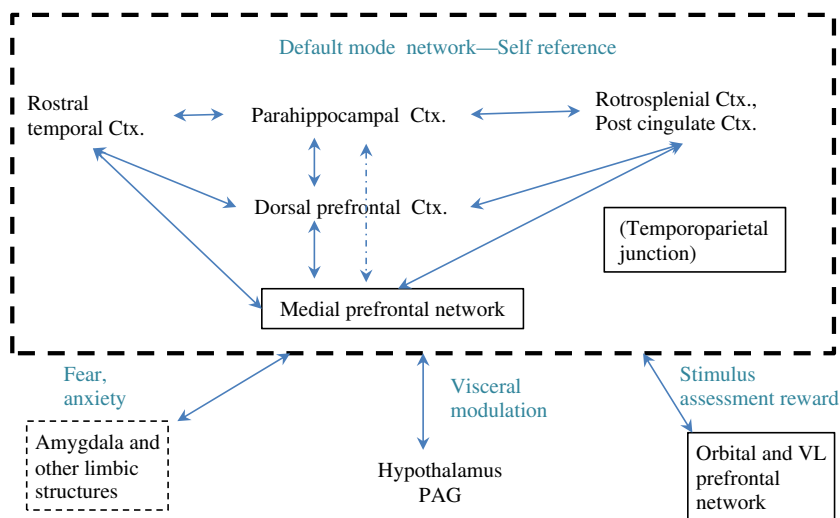 Default mode network—Self reference
Rostral
temporal Ctx.
Parahippocampal Ctx.
Rotrosplenial Ctx.,
Post cingulate Ctx.
Dorsal prefrontal Ctx.
(Temporoparietal
junction)
Medial prefrontal network
Fear,
anxiety
Visceral
modulation
Stimulus
assessment reward
Amygdala and
other limbic
structures
Hypothalamus
PAG
Orbital and VL
prefrontal
network